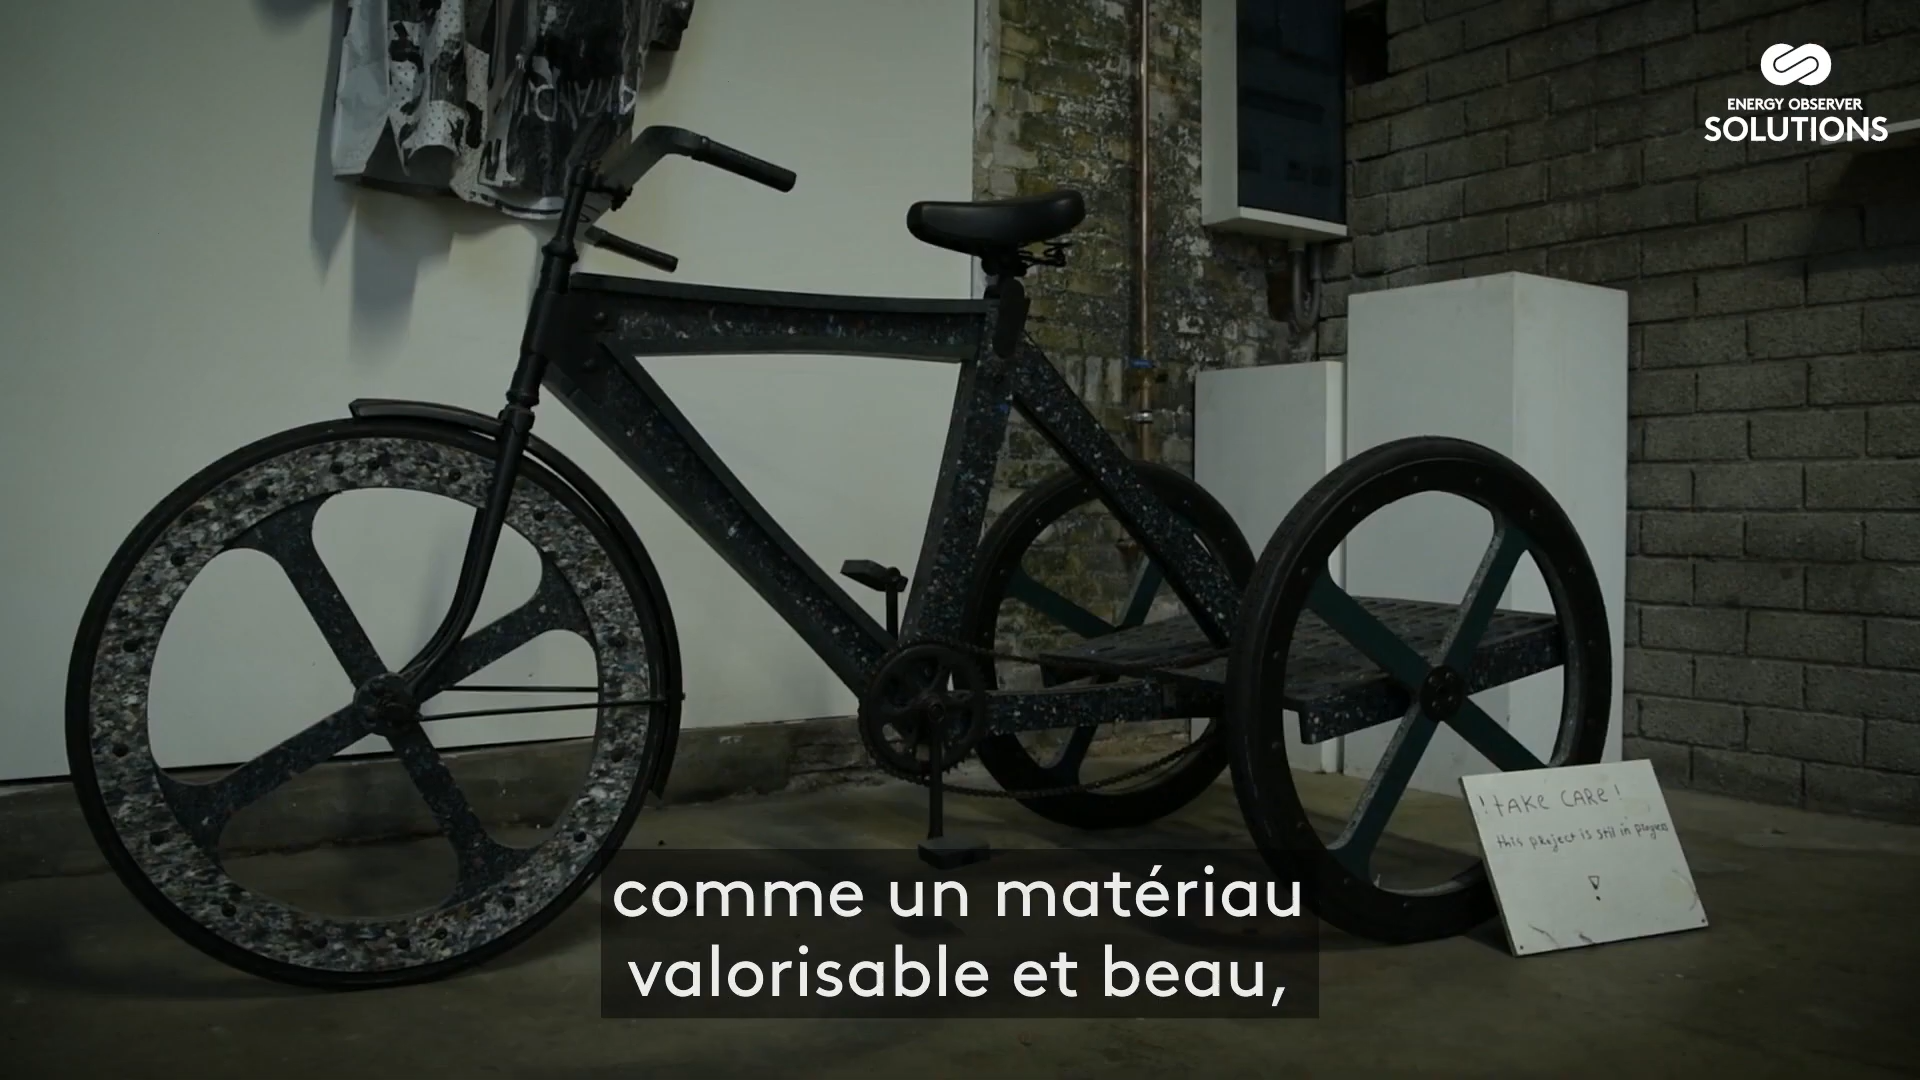 ENERGY OBSERVER
SOLUTIONS
! tAKE CARe !
this project is still in progress
comme un matériau
valorisable et beau,